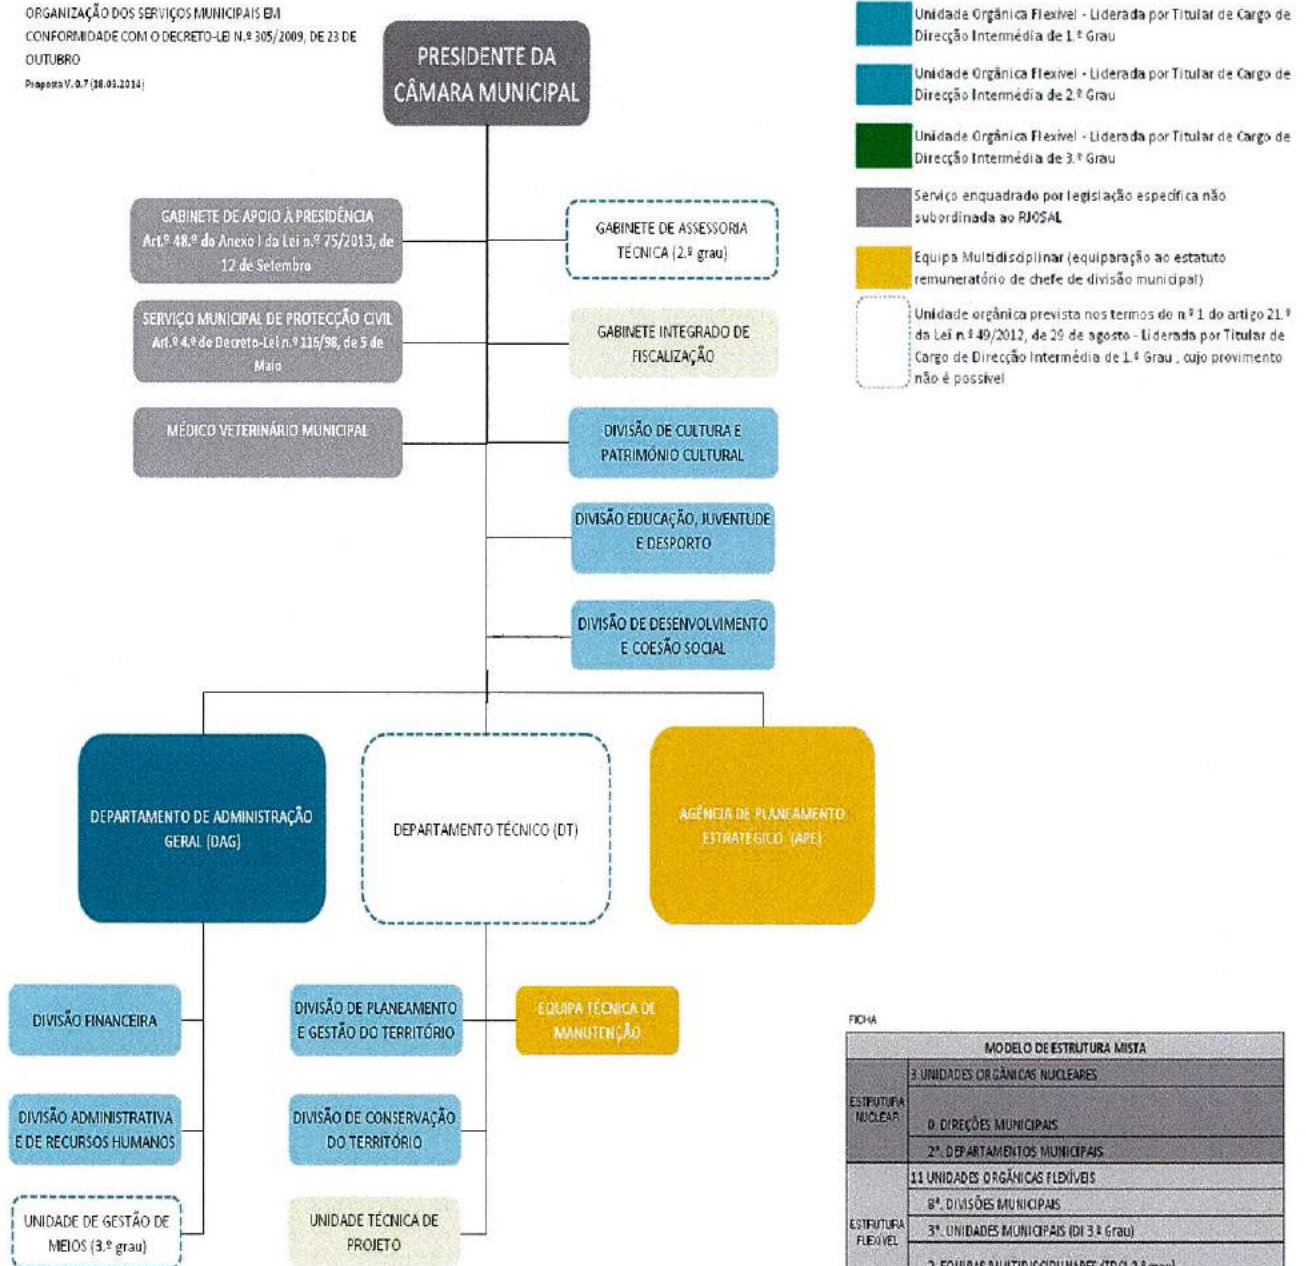 ORGANIZAÇÃO DOS SERVIÇOS MUNICIPAIS EM
CONFORMIDADE COM O DECRETO-LEI N.º 305/2009, DE 23 DE
OUTUBRO
Proposta V. 0.7 (18.03.2014)
PRESIDENTE DA
CÂMARA MUNICIPAL
Unidade Orgânica Flexível - Liderada por Titular de Cargo de
Direcção Intermédia de 1.º Grau
Unidade Orgânica Flexível - Liderada por Titular de Cargo de
Direcção Intermédia de 2.º Grau
Unidade Orgânica Flexível - Liderada por Titular de Cargo de
Direcção Intermédia de 3.º Grau
Serviço enquadrado por legislação específica não
subordinada ao RJOSAL
Equipa Multidisciplinar (equiparação ao estatuto
remuneratório de chefe de divisão municipal)
Unidade orgânica prevista nos termos do n.º 1 do artigo 21.º
da Lei n.º 49/2012, de 29 de agosto - Liderada por Titular de
Cargo de Direcção Intermédia de 1.º Grau , cujo provimento
não é possível
GABINETE DE APOIO À PRESIDÊNCIA
Art.º 48.º do Anexo I da Lei n.º 75/2013, de
12 de Setembro
GABINETE DE ASSESSORIA
TÉCNICA (2.º grau)
SERVIÇO MUNICIPAL DE PROTECÇÃO CIVIL
Art.º 4.º do Decreto-Lei n.º 116/98, de 5 de
Maio
GABINETE INTEGRADO DE
FISCALIZAÇÃO
MÉDICO VETERINÁRIO MUNICIPAL
DIVISÃO DE CULTURA E
PATRIMÓNIO CULTURAL
DIVISÃO EDUCAÇÃO, JUVENTUDE
E DESPORTO
DIVISÃO DE DESENVOLVIMENTO
E COESÃO SOCIAL
DEPARTAMENTO DE ADMINISTRAÇÃO
GERAL (DAG)
DEPARTAMENTO TÉCNICO (DT)
AGÊNCIA DE PLANEAMENTO
ESTRATÉGICO (APE)
DIVISÃO FINANCEIRA
DIVISÃO DE PLANEAMENTO
E GESTÃO DO TERRITÓRIO
EQUIPA TÉCNICA DE
MANUTENÇÃO
DIVISÃO ADMINISTRATIVA
E DE RECURSOS HUMANOS
DIVISÃO DE CONSERVAÇÃO
DO TERRITÓRIO
UNIDADE DE GESTÃO DE
MEIOS (3.º grau)
UNIDADE TÉCNICA DE
PROJETO
FICHA
MODELO DE ESTRUTURA MISTA
ESTRUTURA
NUCLEAR
3 UNIDADES ORGÂNICAS NUCLEARES
0. DIREÇÕES MUNICIPAIS
2ª. DEPARTAMENTOS MUNICIPAIS
ESTRUTURA
FLEXIVEL
11 UNIDADES ORGÂNICAS FLEXÍVEIS
8ª. DIVISÕES MUNICIPAIS
3ª. UNIDADES MUNICIPAIS (DI 3.º Grau)